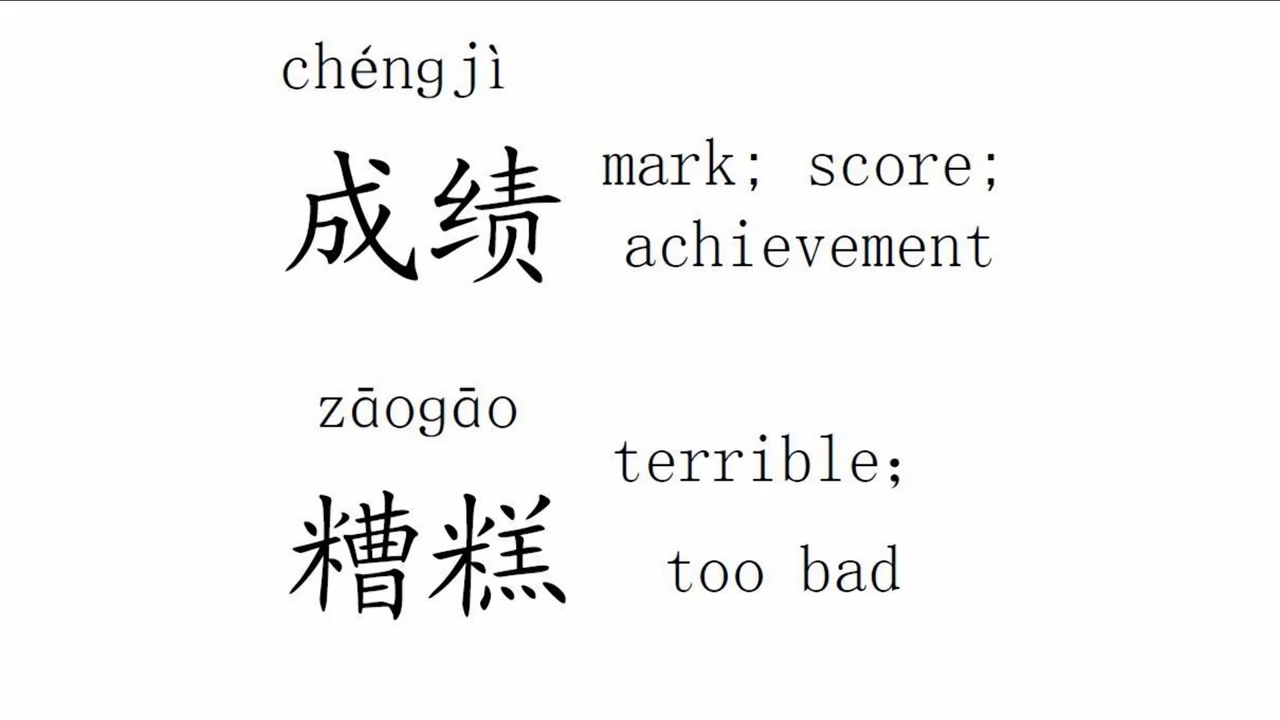 chéngjì
成绩
mark; score;
achievement
zāogāo
糟糕
terrible；
too bad